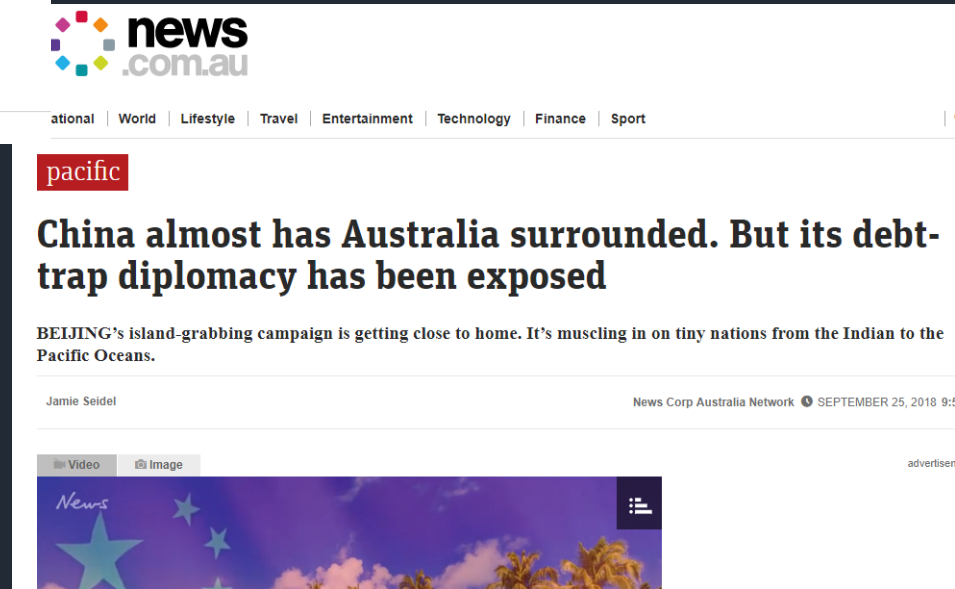 news
.com.au
ational World Lifestyle Travel Entertainment Technology Finance Sport
pacific
China almost has Australia surrounded. But its debt-
trap diplomacy has been exposed
BEIJING’s island-grabbing campaign is getting close to home. It’s muscling in on tiny nations from the Indian to the
Pacific Oceans.
Jamie Seidel News Corp Australia Network SEPTEMBER 25, 2018 9:5
Video Image advertisen
News